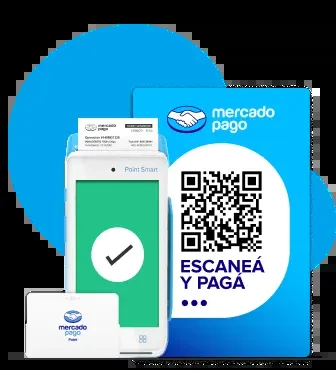 mercado
pago
mercado
pago
Point Smart
ESCANEÁ
Y PAGÁ
mercado
pago
Point